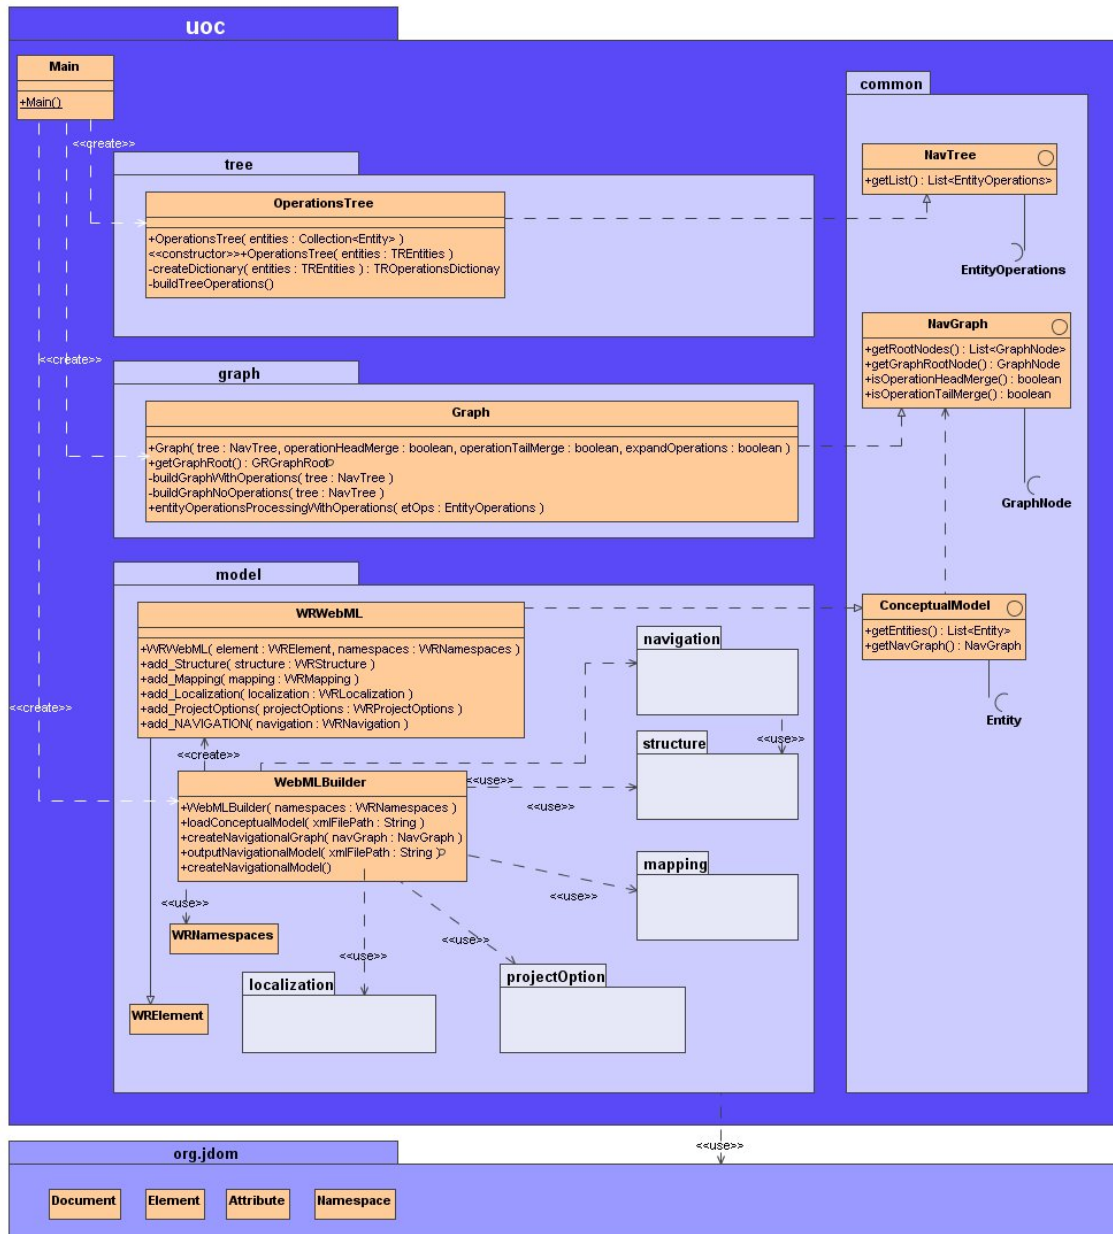 uoc
Main
+Main()
<<create>>
common
NavTree
+getList() : List<EntityOperations>
EntityOperations
tree
OperationsTree
+OperationsTree( entities : Collection<Entity> )
<<constructor>>+OperationsTree( entities : TREntities )
-createDictionary( entities : TREntities ) : TROperationsDictionay
-buildTreeOperations()
NavGraph
+getRootNodes() : List<GraphNode>
+getGraphRootNode() : GraphNode
+isOperationHeadMerge() : boolean
+isOperationTailMerge() : boolean
GraphNode
<<create>>
graph
Graph
+Graph( tree : NavTree, operationHeadMerge : boolean, operationTailMerge : boolean, expandOperations : boolean )
+getGraphRoot() : GRGraphRoot
-buildGraphWithOperations( tree : NavTree )
-buildGraphNoOperations( tree : NavTree )
+entityOperationsProcessingWithOperations( etOps : EntityOperations )
model
WRWebML
+WRWebML( element : WRElement, namespaces : WRNamespaces )
+add_Structure( structure : WRStructure )
+add_Mapping( mapping : WRMapping )
+add_Localization( localization : WRLocalization )
+add_ProjectOptions( projectOptions : WRProjectOptions )
+add_NAVIGATION( navigation : WRNavigation )
ConceptualModel
+getEntities() : List<Entity>
+getNavGraph() : NavGraph
Entity
navigation
<<create>>
<<use>>
structure
<<create>>
WebMLBuilder
+WebMLBuilder( namespaces : WRNamespaces )
+loadConceptualModel( xmlFilePath : String )
+createNavigationalGraph( navGraph : NavGraph )
+outputNavigationalModel( xmlFilePath : String )
+createNavigationalModel()
<<use>>
<<use>>
mapping
<<use>>
<<use>>
WRNamespaces
<<use>>
<<use>>
localization
projectOption
WRElement
<<use>>
org.jdom
Document
Element
Attribute
Namespace